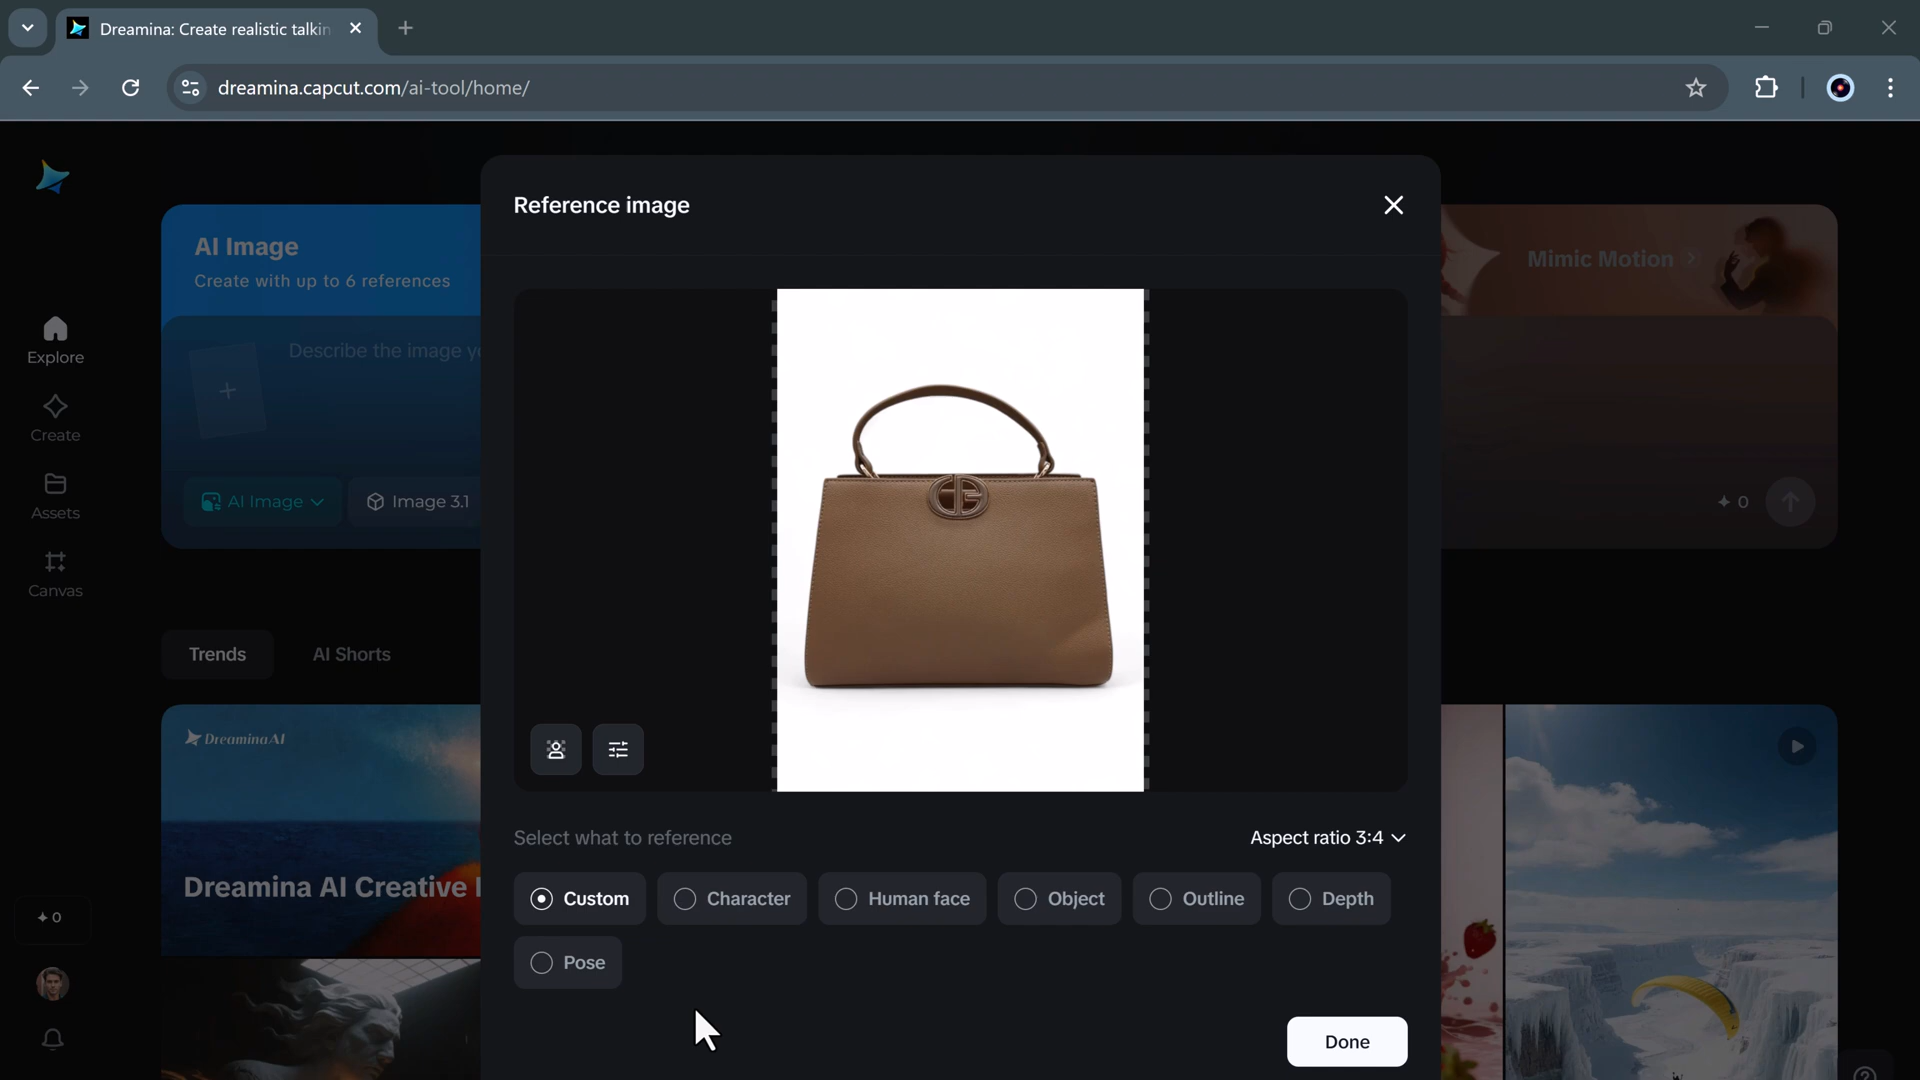 Dreamina: Create realistic talkin
dreamina.capcut.com/ai-tool/home/
Reference image
AI Image
Create with up to 6 references
Mimic Motion
Explore
Describe the image yo
Create
AI Image
Image 3.1
0
Assets
Canvas
Trends
AI Shorts
DreaminaAI
Select what to reference
Aspect ratio 3:4
Dreamina AI Creative
Custom
Character
Human face
Object
Outline
Depth
0
Pose
Done